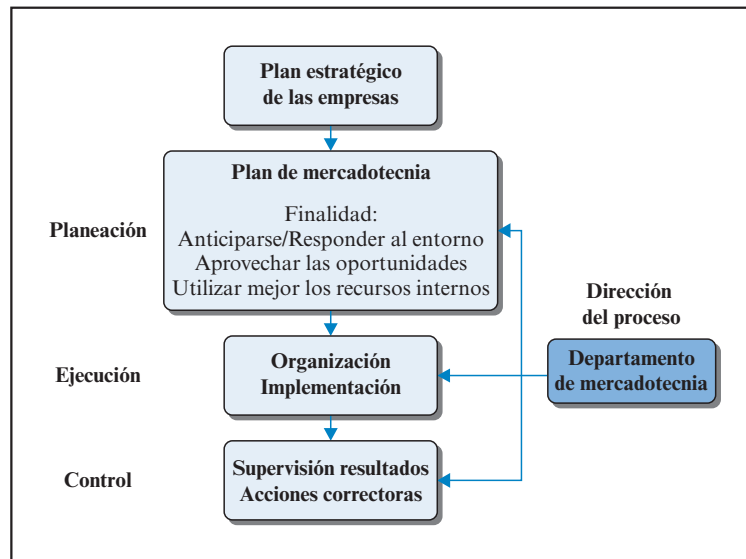 Plan estratégico
de las empresas
Plan de mercadotecnia
Finalidad:
Anticiparse/Responder al entorno
Aprovechar las oportunidades
Utilizar mejor los recursos internos
Planeación
Dirección
del proceso
Organización
Implementación
Ejecución
Departamento
de mercadotecnia
Supervisión resultados
Acciones correctoras
Control